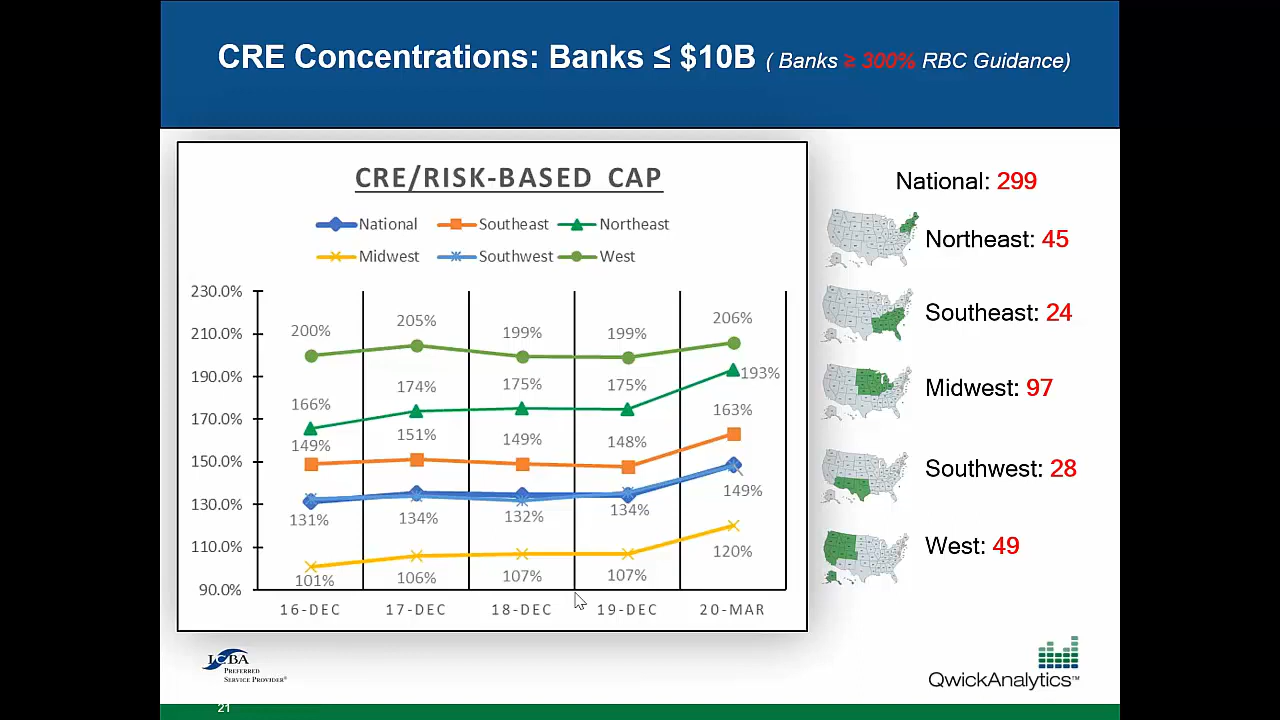 CRE Concentrations: Banks ≤ $10B ( Banks ≥ 300% RBC Guidance)
CRE/RISK-BASED CAP
National Southeast Northeast
Midwest Southwest West
230.0%
210.0%
190.0%
170.0%
150.0%
130.0%
110.0%
90.0%
200% 205% 199% 199% 206%
166% 174% 175% 175% 193%
149% 151% 149% 148% 163%
131% 134% 132% 134% 149%
101% 106% 107% 107% 120%
16-DEC 17-DEC 18-DEC 19-DEC 20-MAR
National: 299
Northeast: 45
Southeast: 24
Midwest: 97
Southwest: 28
West: 49
ICBA
PREFERRED
SERVICE PROVIDER®
QwickAnalytics™
21